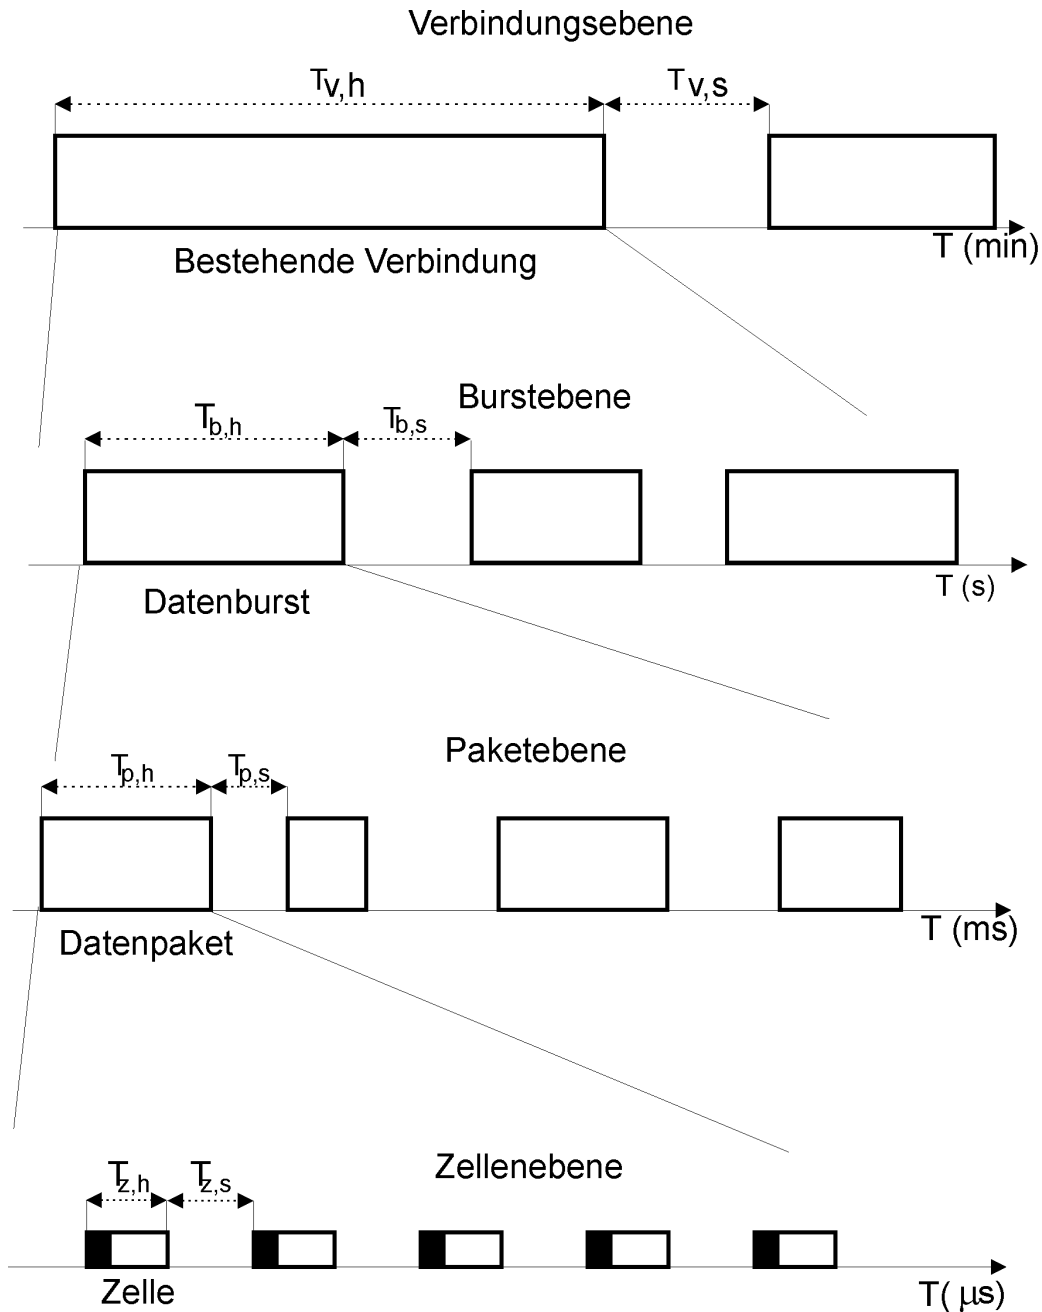 Verbindungsebene
Tv,h
Tv,s
T (min)
Bestehende Verbindung
Burstebene
Tb,h
Tb,s
T (s)
Datenburst
Paketebene
Tp,h
Tp,s
T (ms)
Datenpaket
Zellenebene
Tz,h
Tz,s
Zelle
T( μs)